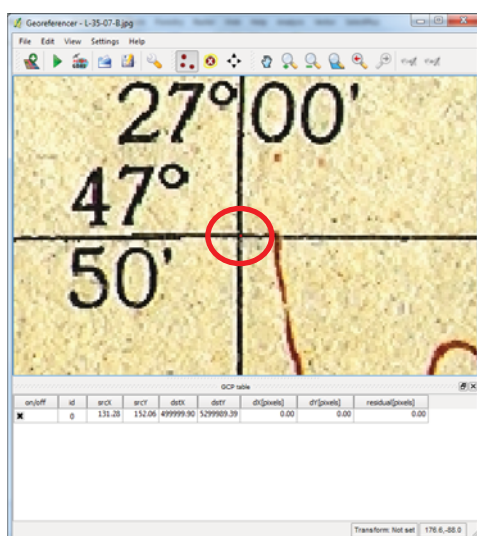 Georeferencer - L-35-07-B.jpg
File Edit View Settings Help
27° 00'
47°
50'
GCP table
on/off id srcX srcY dstX dstY dX[pixels] dY[pixels] residual[pixels]
0 131.28 152.06 499999.90 5299989.39 0.00 0.00 0.00
Transform: Not set 176.6,-88.0